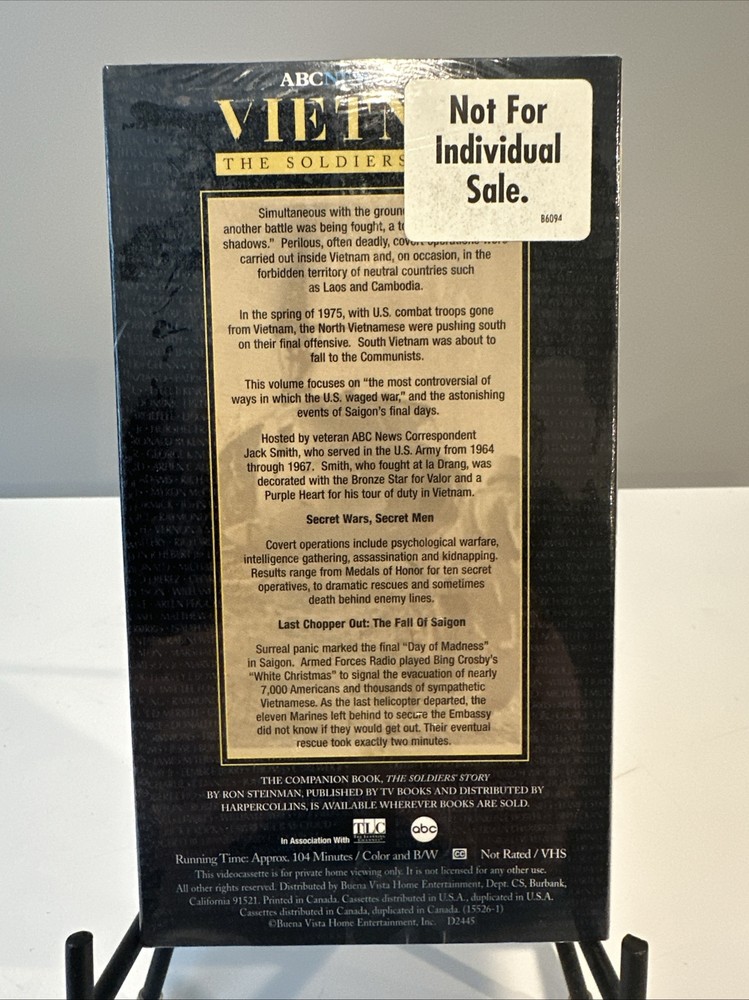 ABC
VIET
THE SOLDIERS
Not For
Individual
Sale.
B6094
Simultaneous with the
another battle was being fought, a
shadows." Perilous, often deadly, covert operations were
carried out inside Vietnam and, on occasion, in the
forbidden territory of neutral countries such
as Laos and Cambodia.
In the spring of 1975, with U.S. combat troops gone
from Vietnam, the North Vietnamese were pushing south
on their final offensive. South Vietnam was about to
fall to the Communists.
This volume focuses on "the most controversial of
ways in which the U.S. waged war," and the astonishing
events of Saigon's final days.
Hosted by veteran ABC News Correspondent
Jack Smith, who served in the U.S. Army from 1964
through 1967. Smith, who fought at Ia Drang, was
decorated with the Bronze Star for Valor and a
Purple Heart for his tour of duty in Vietnam.
Secret Wars, Secret Men
Covert operations include psychological warfare,
intelligence gathering, assassination and kidnapping.
Results range from Medals of Honor for ten secret
operatives, to dramatic rescues and sometimes
death behind enemy lines.
Last Chopper Out: The Fall Of Saigon
Surreal panic marked the final "Day of Madness"
in Saigon. Armed Forces Radio played Bing Crosby's
"White Christmas" to signal the evacuation of nearly
7,000 Americans and thousands of sympathetic
Vietnamese. As the last helicopter departed, the
eleven Marines left behind to secure the Embassy
did not know if they would get out. Their eventual
rescue took exactly two minutes.
THE COMPANION BOOK, THE SOLDIERS' STORY
BY RON STEINMAN, PUBLISHED BY TV BOOKS AND DISTRIBUTED BY
HARPERCOLLINS, IS AVAILABLE WHEREVER BOOKS ARE SOLD.
In Association With TLC abc
Running Time: Approx. 104 Minutes / Color and B/W CC Not Rated / VHS
This videocassette is for private home viewing only. It is not licensed for any other use.
All other rights reserved. Distributed by Buena Vista Home Entertainment, Dept. CS, Burbank,
California 91521. Printed in Canada. Cassettes distributed in U.S.A., duplicated in U.S.A.
Cassettes distributed in Canada, duplicated in Canada. (15526-1)
©Buena Vista Home Entertainment, Inc. D2445